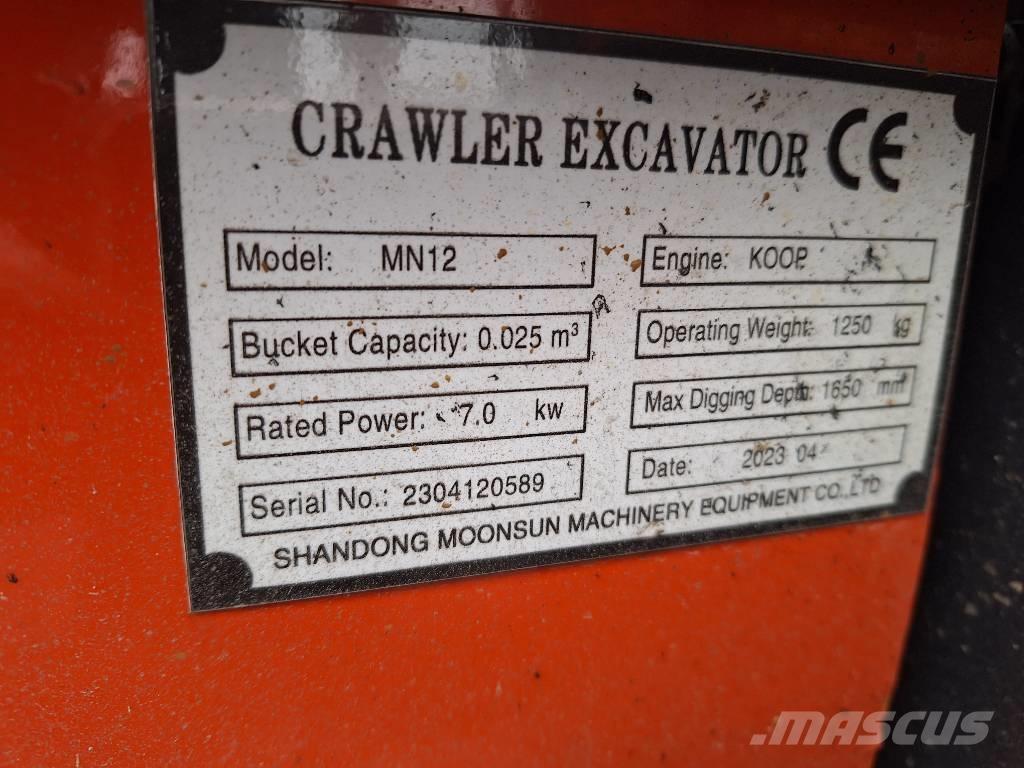 CRAWLER EXCAVATOR CE
Model: MN12
Engine: KOOP
Bucket Capacity: 0.025 m³
Operating Weight: 1250 kg
Rated Power: 7.0 kw
Max Digging Depth: 1650 mm
Serial No.: 2304120589
Date: 2023 04
SHANDONG MOONSUN MACHINERY EQUIPMENT CO.,LTD
MASCUS